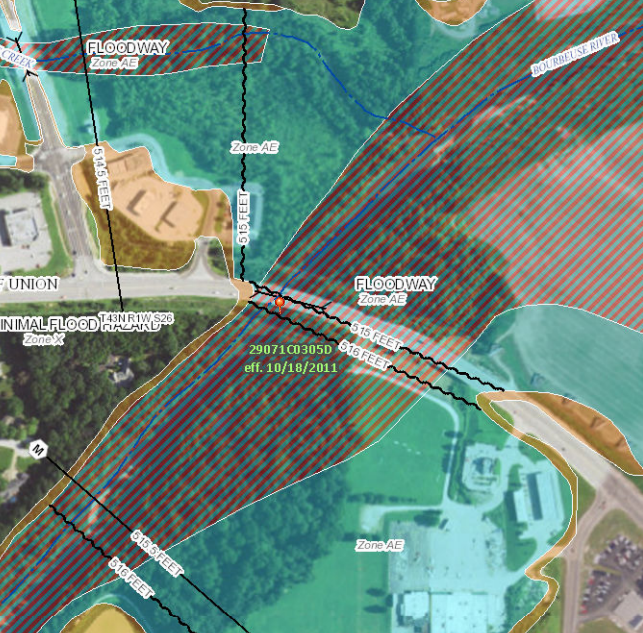 FLOODWAY
Zone AE
CREEK
BOURBEUSE RIVER
Zone AE
514.5 FEET
515 FEET
F UNION
FLOODWAY
Zone AE
T43N R1W S26
INIMAL FLOOD HAZARD
Zone X
515 FEET
516 FEET
29071C0305D
eff. 10/18/2011
M
515.5 FEET
516 FEET
Zone AE